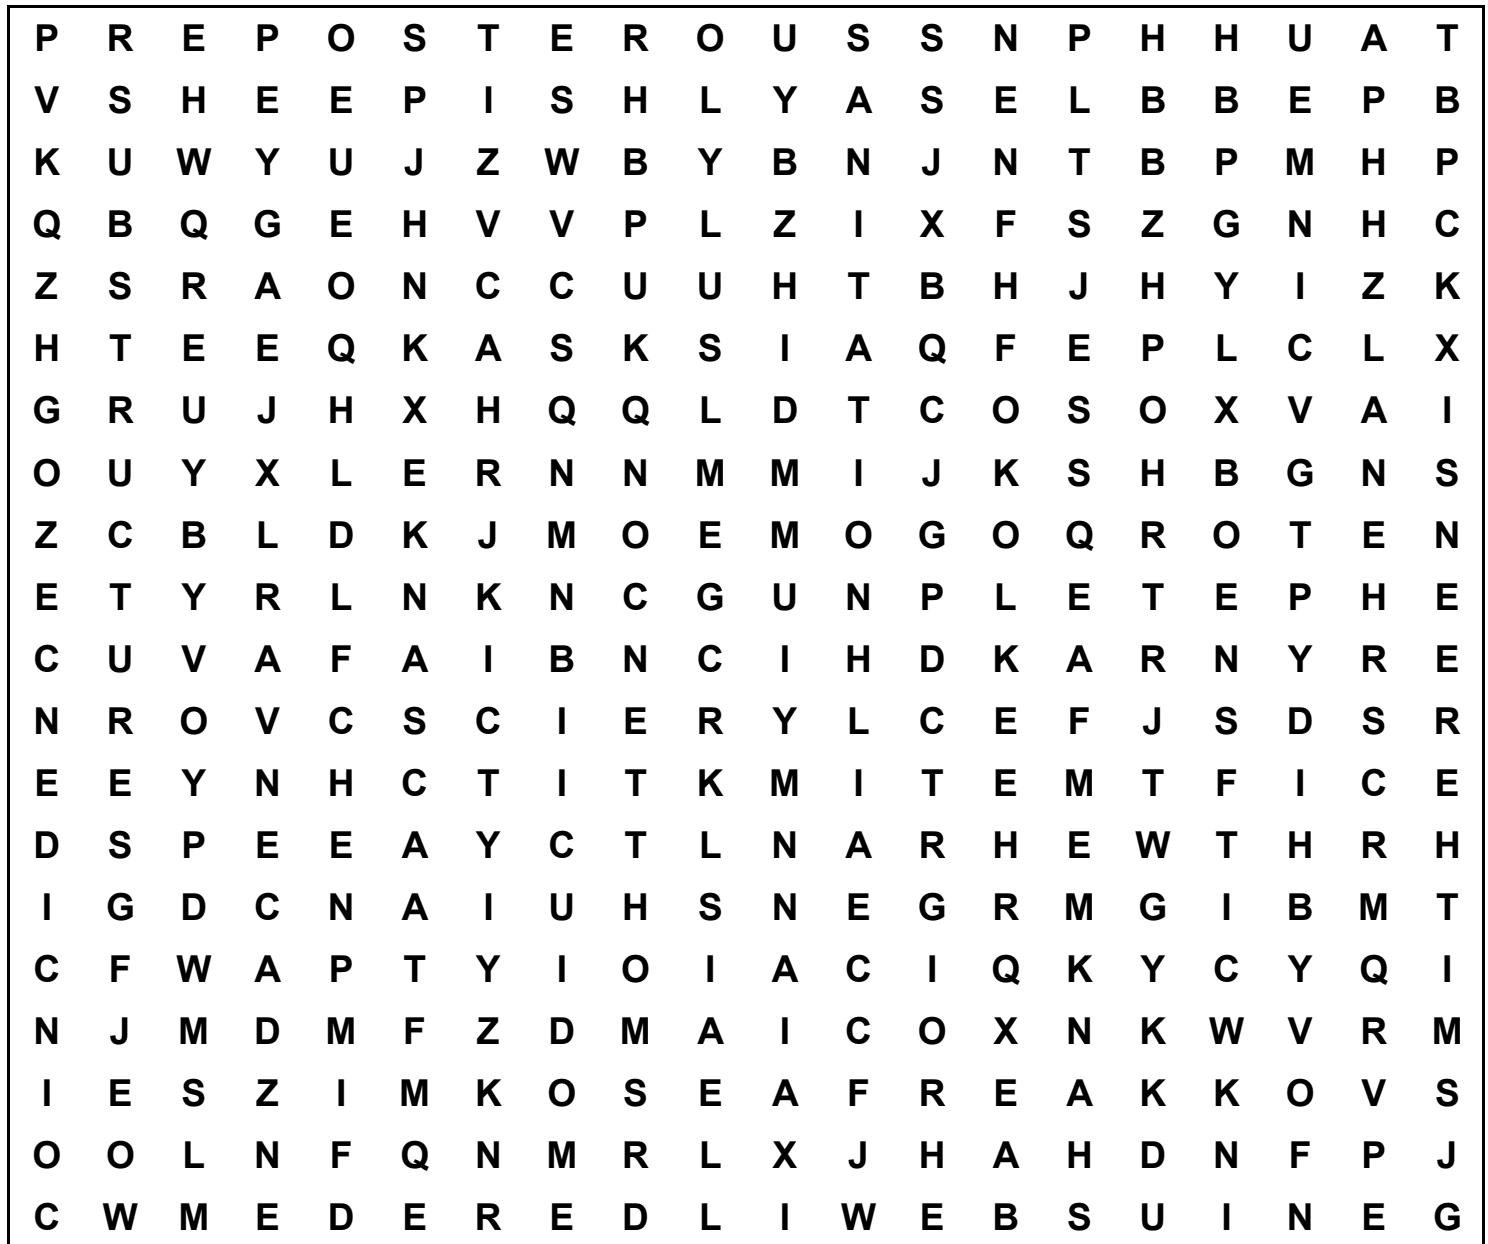 P R E P O S T E R O U S S N P H H U A T
V S H E E P I S H L Y A S E L B B E P B
K U W Y U J Z W B Y B N J N T B P M H P
Q B Q G E H V V P L Z I X F S Z G N H C
Z S R A O N C C U U H T B H J H Y I Z K
H T E E Q K A S K S I A Q F E P L C L X
G R U J H X H Q Q L D T C O S O X V A I
O U Y X L E R N N M M I J K S H B G N S
Z C B L D K J M O E M O G O Q R O T E N
E T Y R L N K N C G U N P L E T E P H E
C U V A F A I B N C I H D K A R N Y R E
N R O V C S C I E R Y L C E F J S D S R
E E Y N H C T I T K M I T E M T F I C E
D S P E E A Y C T L N A R H E W T H R H
I G D C N A I U H S N E G R M G I B M T
C F W A P T Y I O I A C I Q K Y C Y Q I
N J M D M F Z D M A I C O X N K W V R M
I E S Z I M K O S E A F R E A K K O V S
O O L N F Q N M R L X J H A H D N F P J
C W M E D E R E D L I W E B S U I N E G